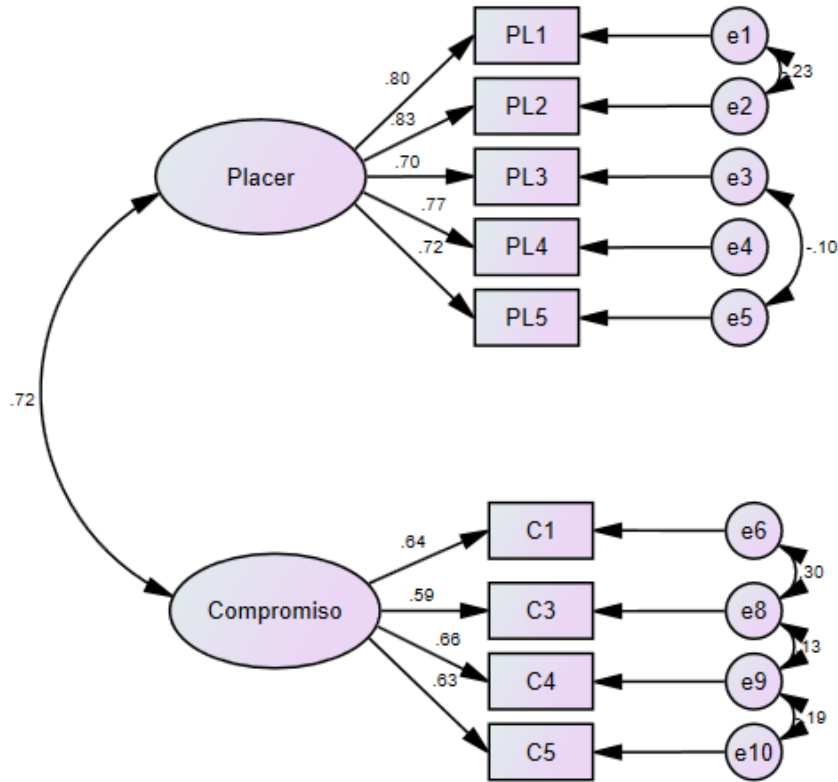 PL1
e1
.80
-.23
.83
PL2
e2
Placer
.70
PL3
e3
.77
PL4
e4
-.10
.72
PL5
e5
.72
C1
e6
.64
.30
Compromiso
.59
C3
e8
.13
.66
C4
e9
.63
-.19
C5
e10